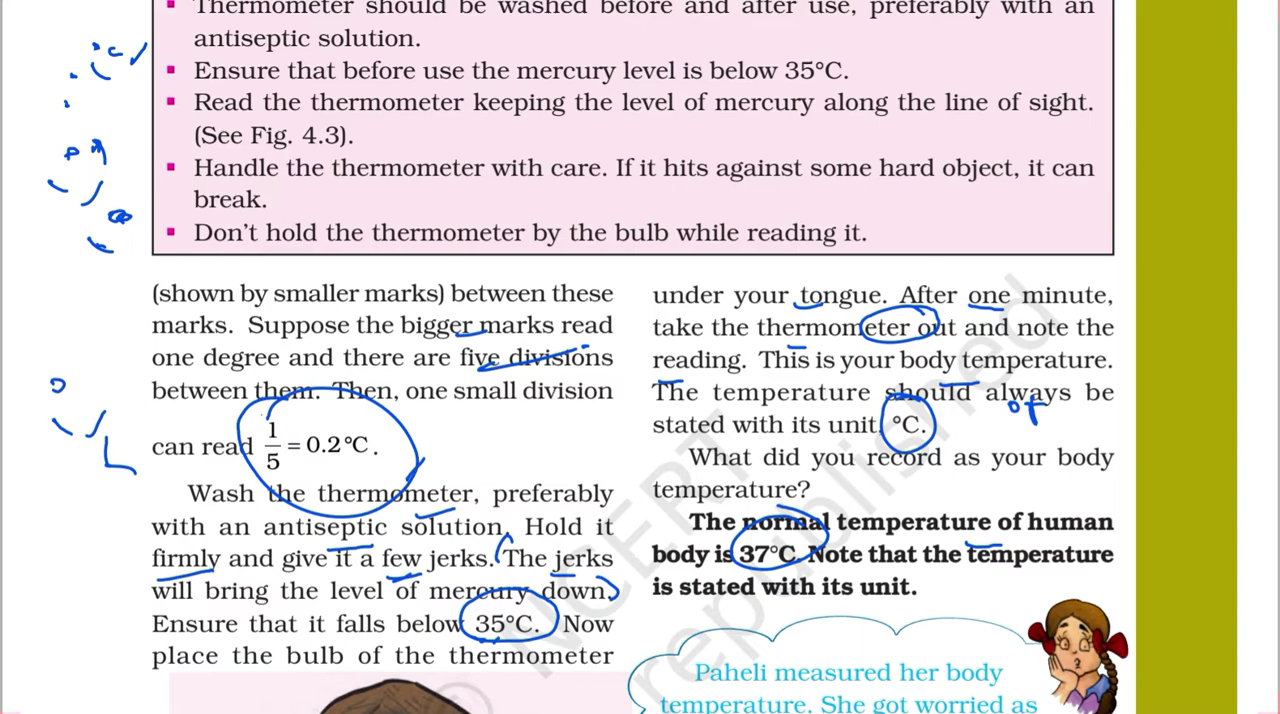 Thermometer should be washed before and after use, preferably with an
antiseptic solution.
▪ Ensure that before use the mercury level is below 35°C.
▪ Read the thermometer keeping the level of mercury along the line of sight.
(See Fig. 4.3).
▪ Handle the thermometer with care. If it hits against some hard object, it can
break.
▪ Don't hold the thermometer by the bulb while reading it.
(shown by smaller marks) between these
marks. Suppose the bigger marks read
one degree and there are five divisions
between them. Then, one small division
can read 1/5 = 0.2°C.
Wash the thermometer, preferably
with an antiseptic solution. Hold it
firmly and give it a few jerks. The jerks
will bring the level of mercury down.
Ensure that it falls below 35°C. Now
place the bulb of the thermometer
under your tongue. After one minute,
take the thermometer out and note the
reading. This is your body temperature.
The temperature should always be
stated with its unit, °C.
°F
What did you record as your body
temperature?
The normal temperature of human
body is 37°C. Note that the temperature
is stated with its unit.
Paheli measured her body
temperature. She got worried as
© NCERT
republished